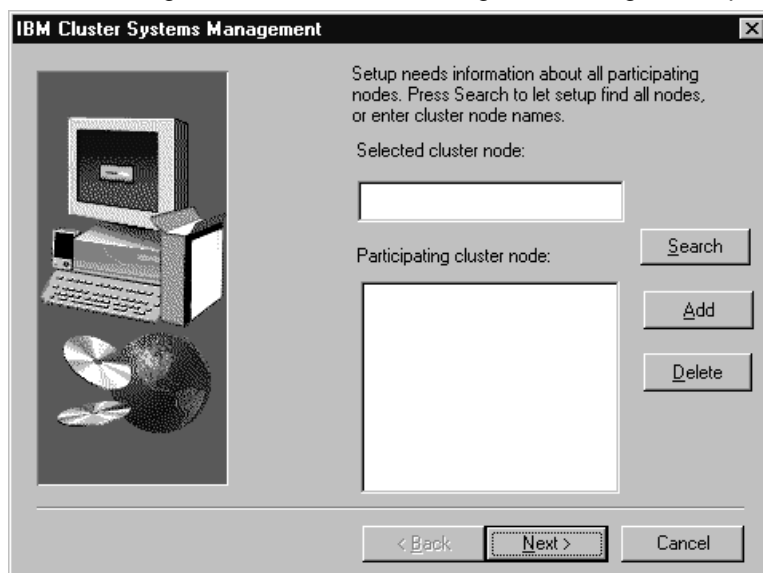 IBM Cluster Systems Management
Setup needs information about all participating
nodes. Press Search to let setup find all nodes,
or enter cluster node names.
Selected cluster node:
Search
Participating cluster node:
Add
Delete
< Back
Next >
Cancel